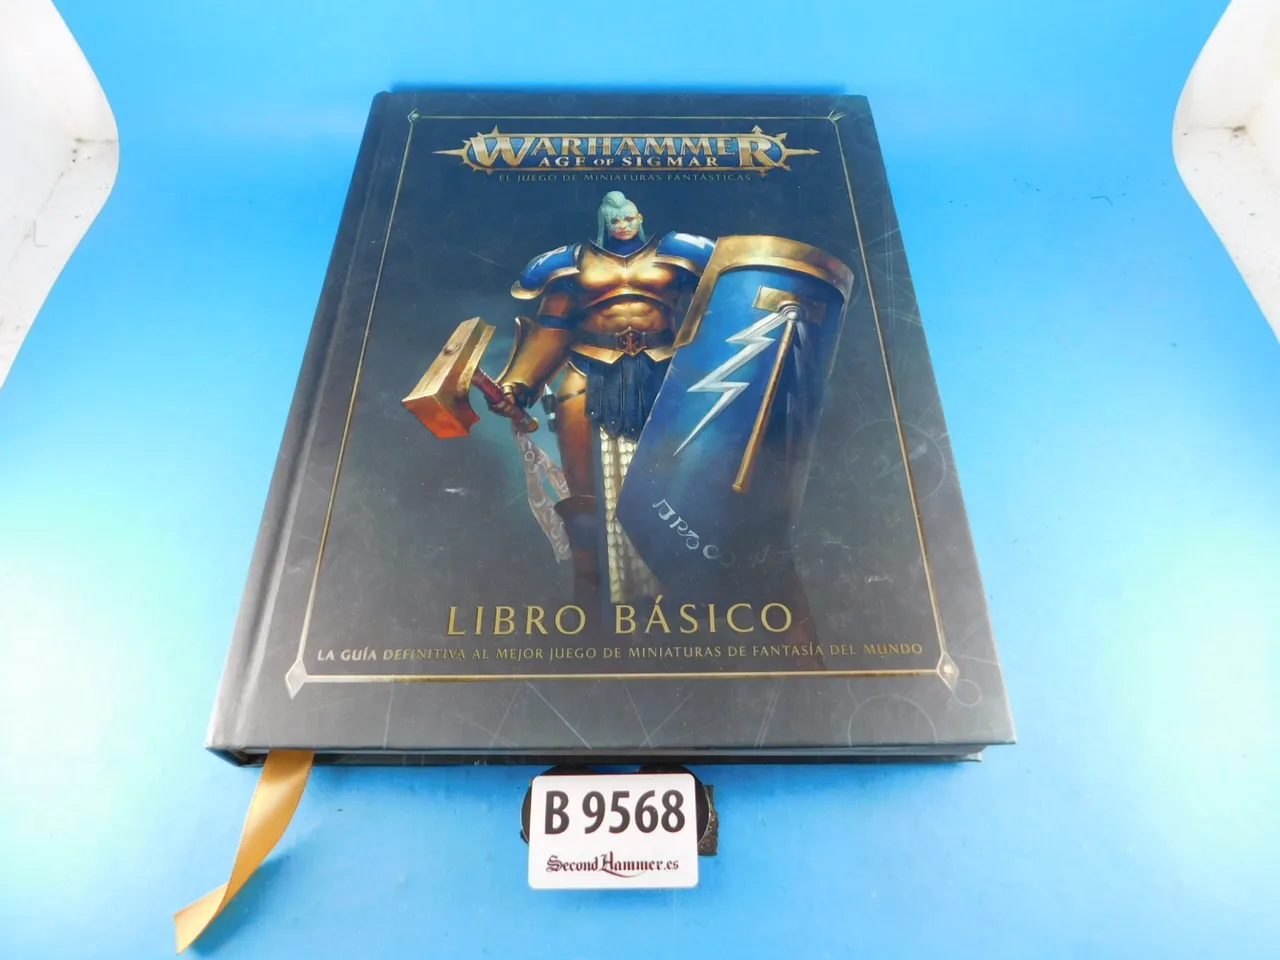 WARHAMMER
AGE OF SIGMAR
EL JUEGO DE MINIATURAS FANTÁSTICAS
LIBRO BÁSICO
LA GUÍA DEFINITIVA AL MEJOR JUEGO DE MINIATURAS DE FANTASÍA DEL MUNDO
B 9568
SecondHammer.es